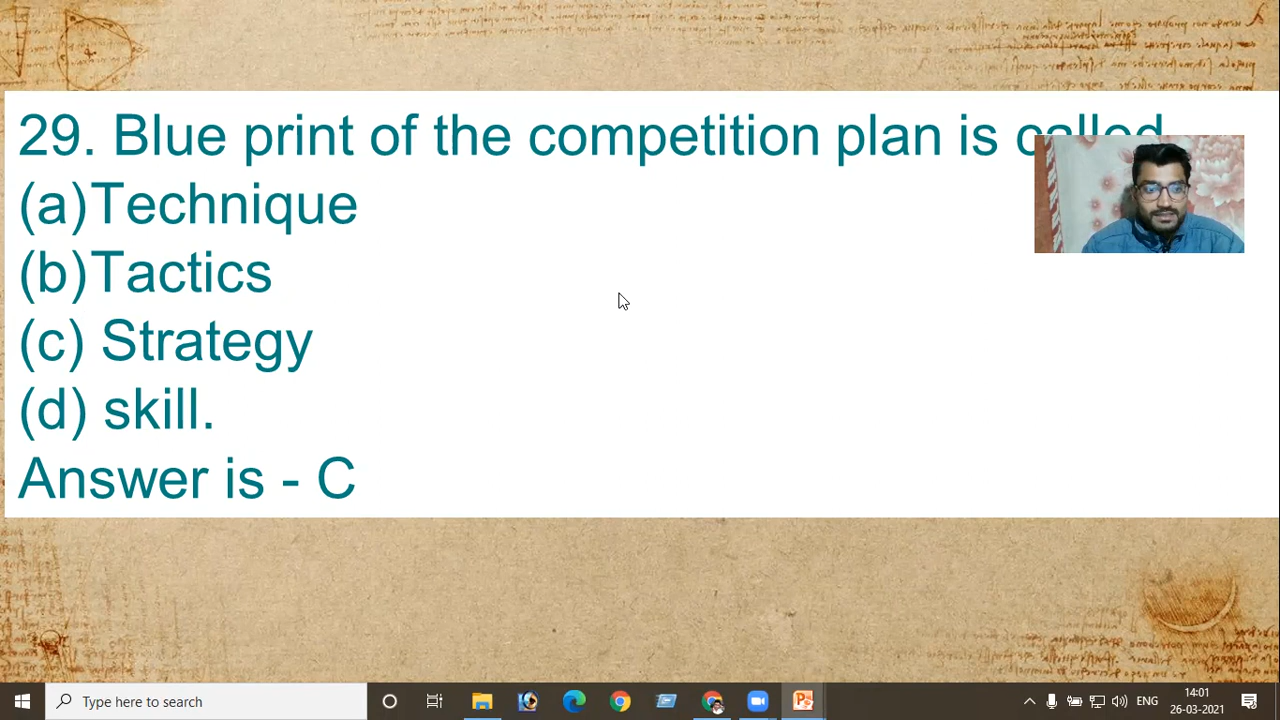 29. Blue print of the competition plan is called
(a)Technique
(b)Tactics
(c) Strategy
(d) skill.
Answer is - C
Type here to search
ENG
14:01
26-03-2021